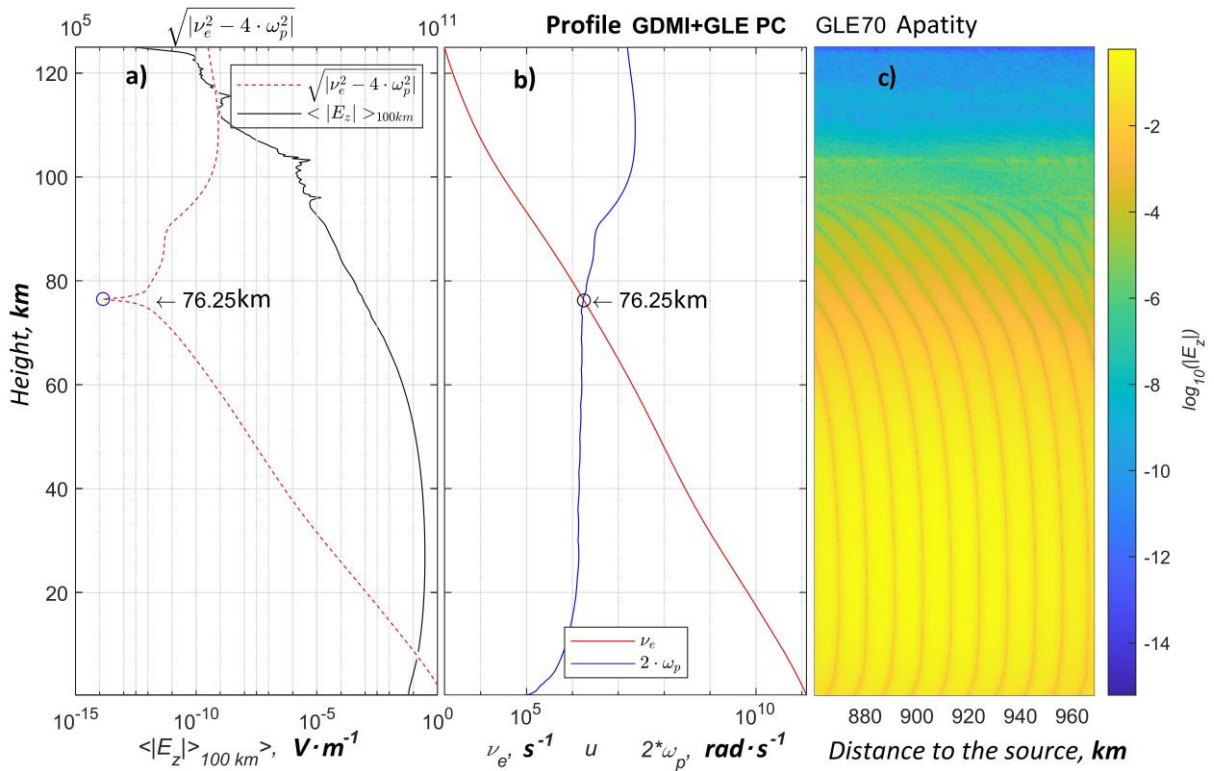 10^5 √|ν_e^2 − 4 · ω_p^2| 10^11 Profile GDMI+GLE PC GLE70 Apatity
a) b) c)
√|ν_e^2 − 4 · ω_p^2|
< |E_z| >_100km
120
100
80
60
40
20
Height, km
← 76.25km
← 76.25km
ν_e
2 · ω_p
10^-15 10^-10 10^-5 10^0
<|E_z|>_100 km>, V·m^-1
10^5 10^10
ν_e, s^-1 u 2*ω_p, rad·s^-1
880 900 920 940 960
Distance to the source, km
-2
-4
-6
-8
-10
-12
-14
log_10(|E_z|)